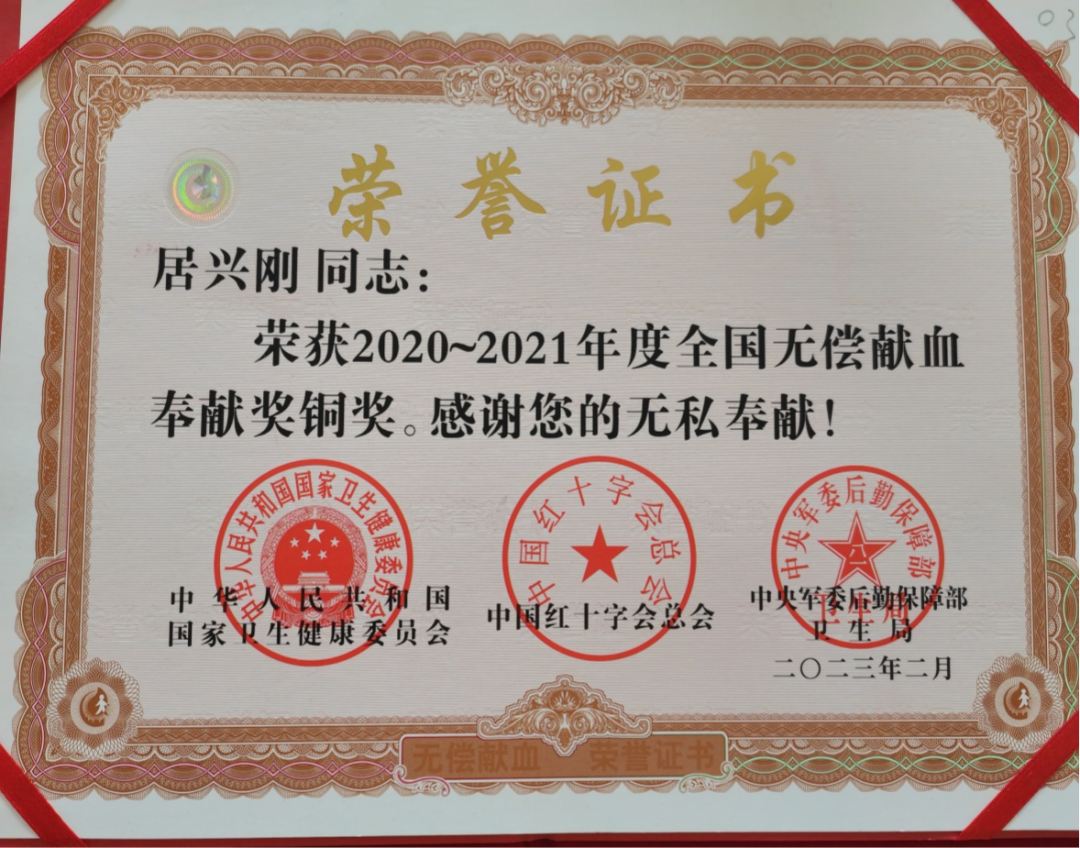 03
荣誉证书
居兴刚 同志：
荣获2020~2021年度全国无偿献血
奉献奖铜奖。感谢您的无私奉献！
中华人民共和国国家卫生健康委员会
中国红十字会总会
中央军委后勤保障部
八一
卫生局
中华人民共和国
国家卫生健康委员会
中国红十字会总会
中央军委后勤保障部
卫生局
二〇二三年二月
无偿献血 荣誉证书